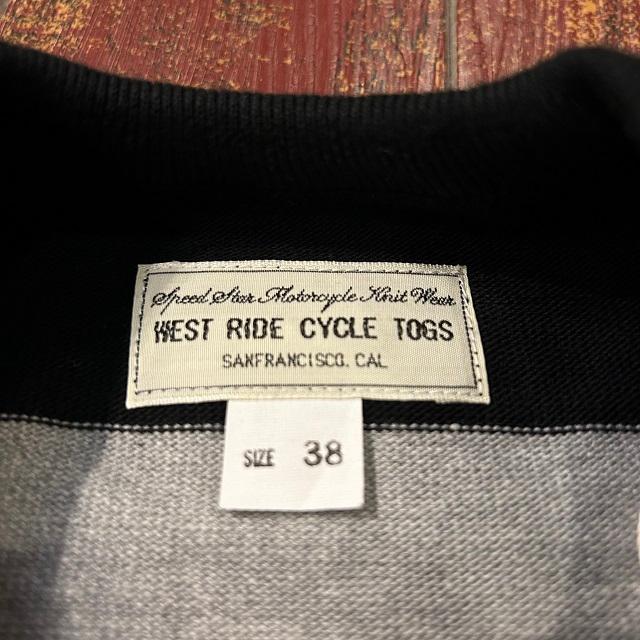 Speed Star Motorcycle Knit Wear
WEST RIDE CYCLE TOGS
SANFRANCISCO. CAL
SIZE 38